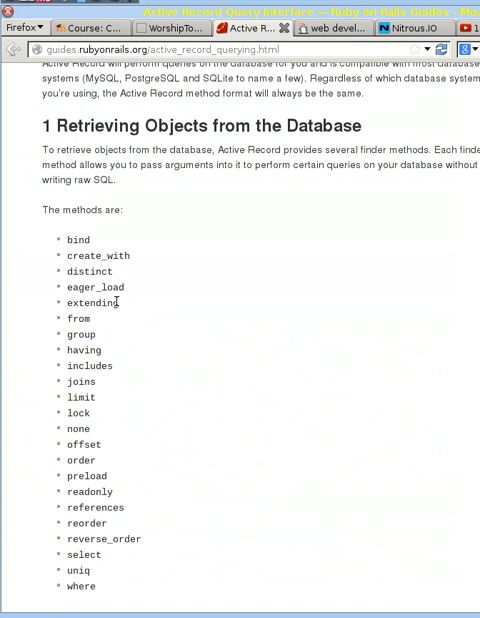 Active Record Query Interface — Ruby on Rails Guides - Mo
Firefox
Course: C...
WorshipTo...
Active R...
web devel...
Nitrous.IO
1
guides.rubyonrails.org/active_record_querying.html
Active Record will perform queries on the database for you and is compatible with most database
systems (MySQL, PostgreSQL and SQLite to name a few). Regardless of which database system
you're using, the Active Record method format will always be the same.
1 Retrieving Objects from the Database
To retrieve objects from the database, Active Record provides several finder methods. Each finde
method allows you to pass arguments into it to perform certain queries on your database without
writing raw SQL.
The methods are:
bind
create_with
distinct
eager_load
extending
from
group
having
includes
joins
limit
lock
none
offset
order
preload
readonly
references
reorder
reverse_order
select
uniq
where